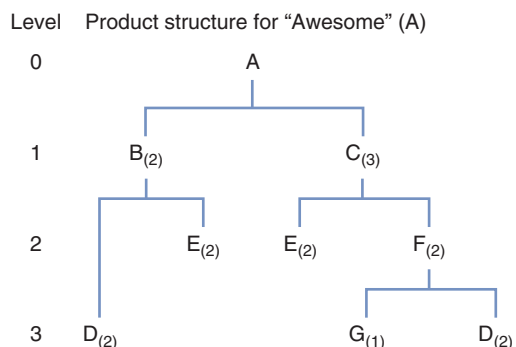 Level Product structure for “Awesome” (A)
0 A
1 B(2) C(3)
2 E(2) E(2) F(2)
3 D(2) G(1) D(2)